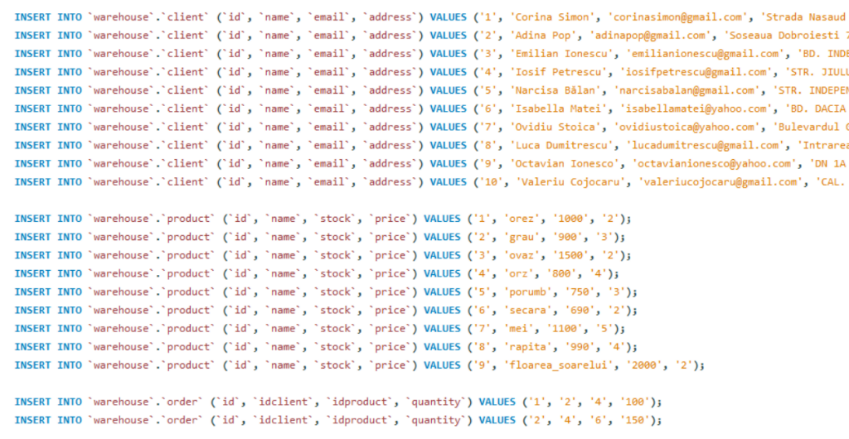 INSERT INTO `warehouse`.`client` (`id`, `name`, `email`, `address`) VALUES ('1', 'Corina Simon', 'corinasimon@gmail.com', 'Strada Nasaud
INSERT INTO `warehouse`.`client` (`id`, `name`, `email`, `address`) VALUES ('2', 'Adina Pop', 'adinapop@gmail.com', 'Soseaua Dobroiesti 7
INSERT INTO `warehouse`.`client` (`id`, `name`, `email`, `address`) VALUES ('3', 'Emilian Ionescu', 'emilianionescu@gmail.com', 'BD. INDE
INSERT INTO `warehouse`.`client` (`id`, `name`, `email`, `address`) VALUES ('4', 'Iosif Petrescu', 'iosifpetrescu@gmail.com', 'STR. JIULU
INSERT INTO `warehouse`.`client` (`id`, `name`, `email`, `address`) VALUES ('5', 'Narcisa Bălan', 'narcisabalan@gmail.com', 'STR. INDEPEN
INSERT INTO `warehouse`.`client` (`id`, `name`, `email`, `address`) VALUES ('6', 'Isabella Matei', 'isabellamatei@yahoo.com', 'BD. DACIA
INSERT INTO `warehouse`.`client` (`id`, `name`, `email`, `address`) VALUES ('7', 'Ovidiu Stoica', 'ovidiustoica@yahoo.com', 'Bulevardul
INSERT INTO `warehouse`.`client` (`id`, `name`, `email`, `address`) VALUES ('8', 'Luca Dumitrescu', 'lucadumitrescu@gmail.com', 'Intrarea
INSERT INTO `warehouse`.`client` (`id`, `name`, `email`, `address`) VALUES ('9', 'Octavian Ionesco', 'octavianionesco@yahoo.com', 'DN 1A
INSERT INTO `warehouse`.`client` (`id`, `name`, `email`, `address`) VALUES ('10', 'Valeriu Cojocaru', 'valeriucojocaru@gmail.com', 'CAL.
INSERT INTO `warehouse`.`product` (`id`, `name`, `stock`, `price`) VALUES ('1', 'orez', '1000', '2');
INSERT INTO `warehouse`.`product` (`id`, `name`, `stock`, `price`) VALUES ('2', 'grau', '900', '3');
INSERT INTO `warehouse`.`product` (`id`, `name`, `stock`, `price`) VALUES ('3', 'ovaz', '1500', '2');
INSERT INTO `warehouse`.`product` (`id`, `name`, `stock`, `price`) VALUES ('4', 'orz', '800', '4');
INSERT INTO `warehouse`.`product` (`id`, `name`, `stock`, `price`) VALUES ('5', 'porumb', '750', '3');
INSERT INTO `warehouse`.`product` (`id`, `name`, `stock`, `price`) VALUES ('6', 'secara', '690', '2');
INSERT INTO `warehouse`.`product` (`id`, `name`, `stock`, `price`) VALUES ('7', 'mei', '1100', '5');
INSERT INTO `warehouse`.`product` (`id`, `name`, `stock`, `price`) VALUES ('8', 'rapita', '990', '4');
INSERT INTO `warehouse`.`product` (`id`, `name`, `stock`, `price`) VALUES ('9', 'floarea_soarelui', '2000', '2');
INSERT INTO `warehouse`.`order` (`id`, `idclient`, `idproduct`, `quantity`) VALUES ('1', '2', '4', '100');
INSERT INTO `warehouse`.`order` (`id`, `idclient`, `idproduct`, `quantity`) VALUES ('2', '4', '6', '150');